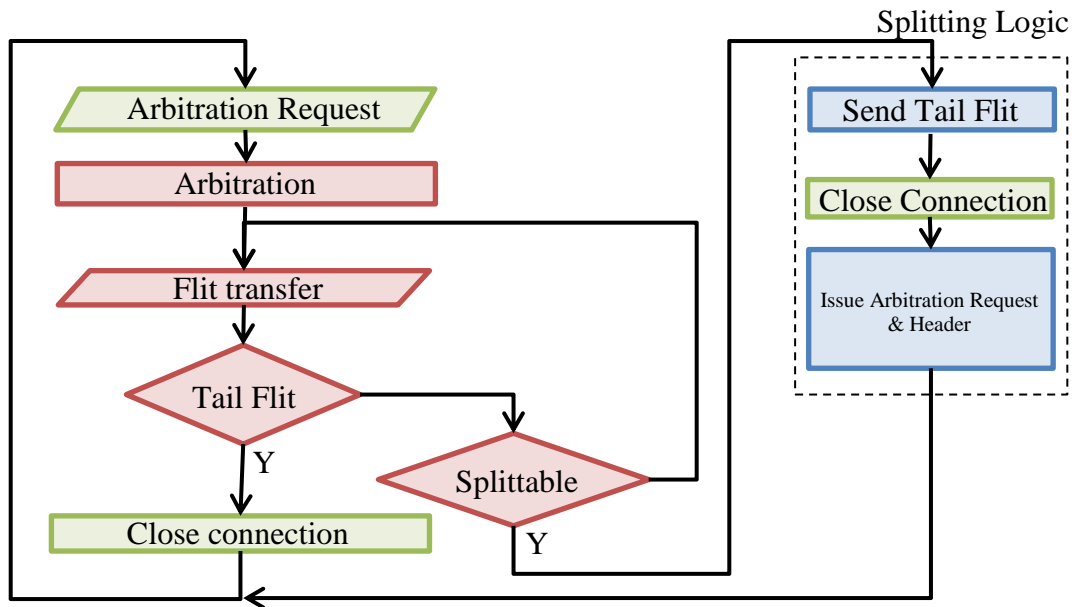 Splitting Logic
Arbitration Request
Arbitration
Flit transfer
Tail Flit
Y
Splittable
Y
Close connection
Send Tail Flit
Close Connection
Issue Arbitration Request
& Header